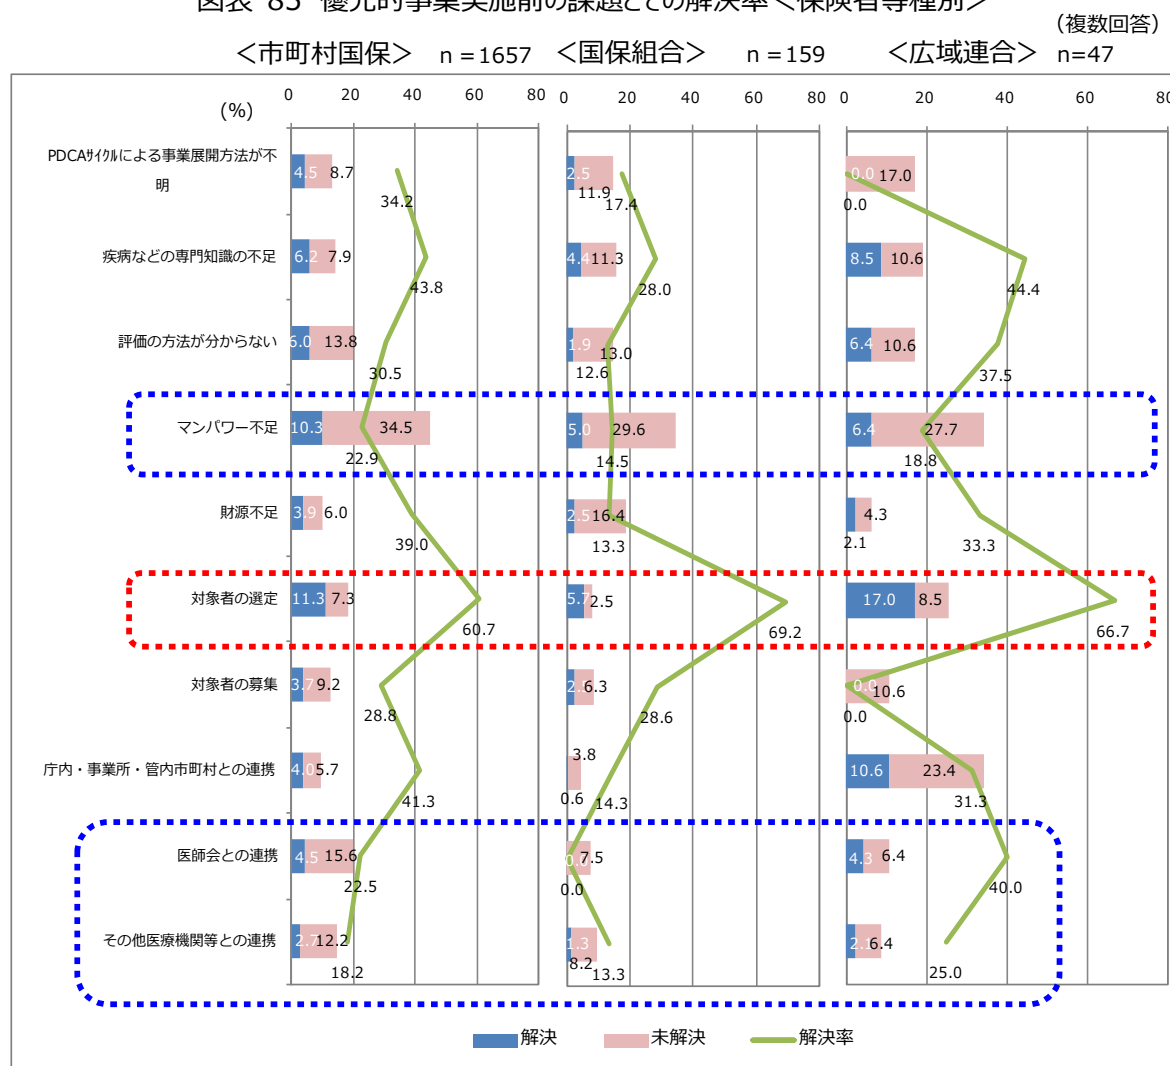 図表 85 優先的事業実施前の課題とその解決率＜保険者等種別＞
（複数回答）
＜市町村国保＞ n＝1657 ＜国保組合＞ n＝159 ＜広域連合＞ n=47
(%) 0 20 40 60 80 0 20 40 60 80 0 20 40 60 80
PDCAサイクルによる事業展開方法が不
明
4.5 8.7 34.2 2.5 11.9 17.4 0.0 17.0 0.0
疾病などの専門知識の不足 6.2 7.9 43.8 4.4 11.3 28.0 8.5 10.6 44.4
評価の方法が分からない 6.0 13.8 30.5 1.9 13.0 12.6 6.4 10.6 37.5
マンパワー不足 10.3 34.5 22.9 5.0 29.6 14.5 6.4 27.7 18.8
財源不足 3.9 6.0 39.0 2.5 16.4 13.3 2.1 4.3 33.3
対象者の選定 11.3 7.3 60.7 5.7 2.5 69.2 17.0 8.5 66.7
対象者の募集 3.7 9.2 28.8 6.3 28.6 0.0 10.6 0.0
庁内・事業所・管内市町村との連携 4.0 5.7 41.3 0.6 3.8 14.3 10.6 23.4 31.3
医師会との連携 4.5 15.6 22.5 0.0 7.5 0.0 4.3 6.4 40.0
その他医療機関等との連携 2.7 12.2 18.2 1.3 8.2 13.3 6.4 25.0
解決 未解決 解決率